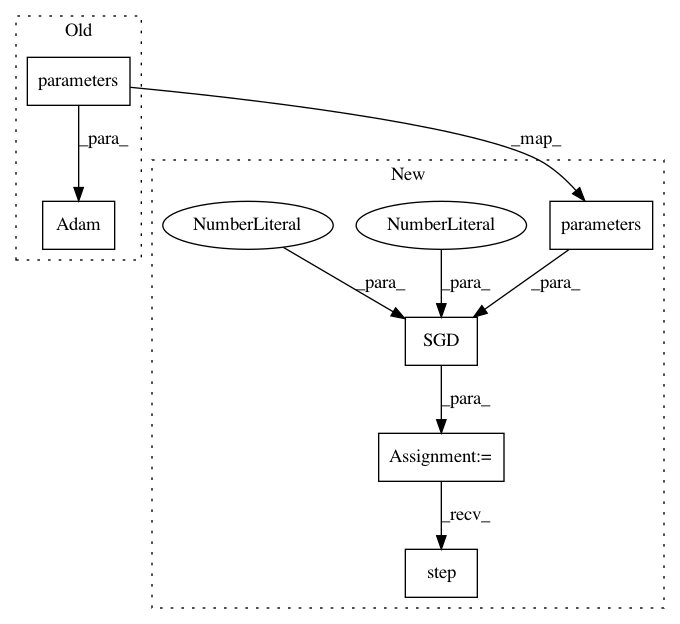 Old
parameters
_para_
_map_
Adam
New
NumberLiteral
NumberLiteral
parameters
_para_
_para_
_para_
SGD
_para_
Assignment:=
_recv_
step